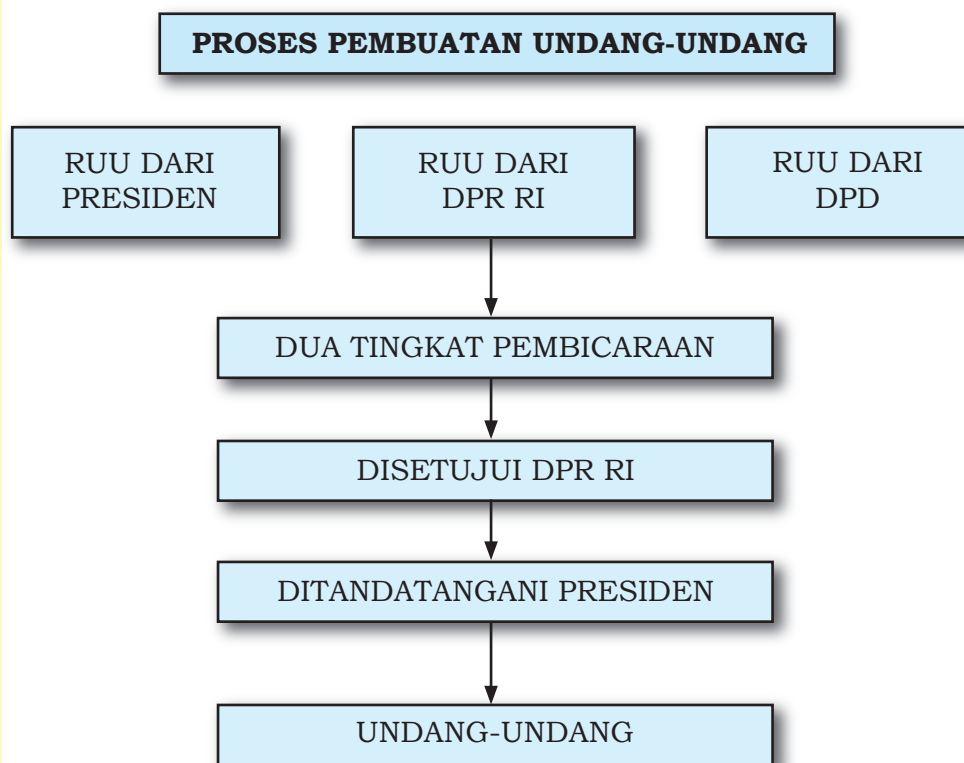 PROSES PEMBUATAN UNDANG-UNDANG
RUU DARI
PRESIDEN
RUU DARI
DPR RI
RUU DARI
DPD
DUA TINGKAT PEMBICARAAN
DISETUJUI DPR RI
DITANDATANGANI PRESIDEN
UNDANG-UNDANG